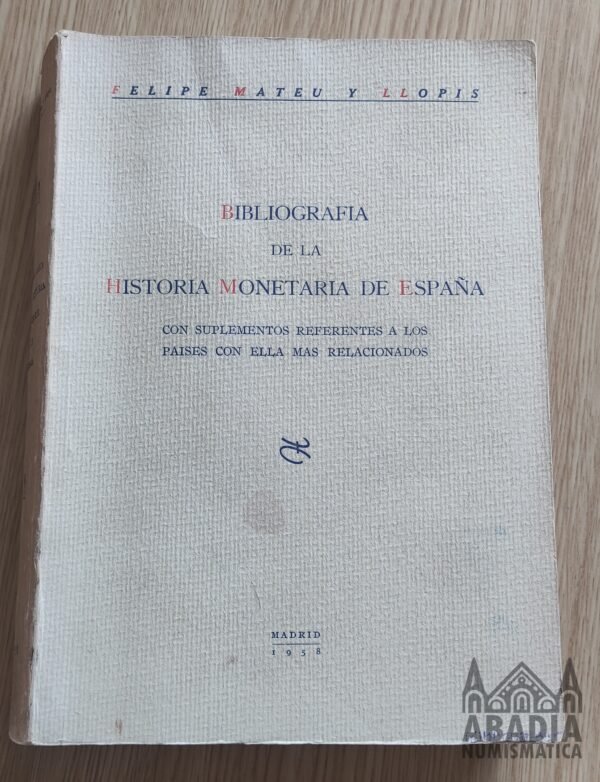 FELIPE MATEU Y LLOPIS
BIBLIOGRAFIA
DE LA
HISTORIA MONETARIA DE ESPAÑA
CON SUPLEMENTOS REFERENTES A LOS
PAISES CON ELLA MAS RELACIONADOS
MADRID
1958
ABADIA
NUMISMATICA